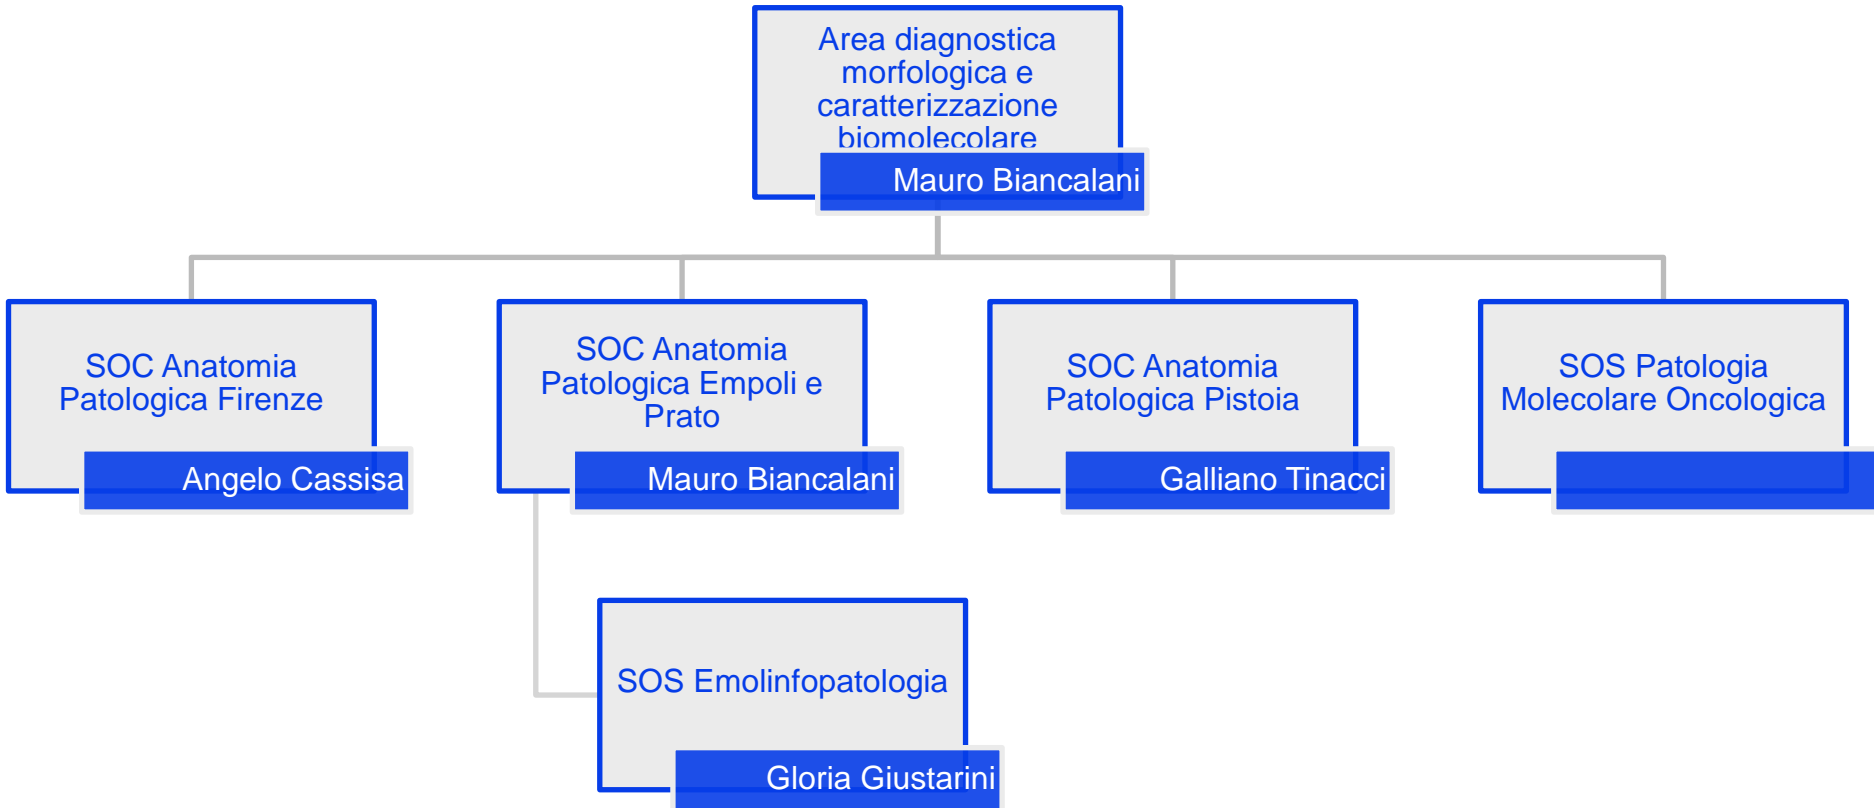 Area diagnostica
morfologica e
caratterizzazione
biomolecolare
Mauro Biancalani
SOC Anatomia
Patologica Firenze
Angelo Cassisa
SOC Anatomia
Patologica Empoli e
Prato
Mauro Biancalani
SOC Anatomia
Patologica Pistoia
Galliano Tinacci
SOS Patologia
Molecolare Oncologica
SOS Emolinfopatologia
Gloria Giustarini